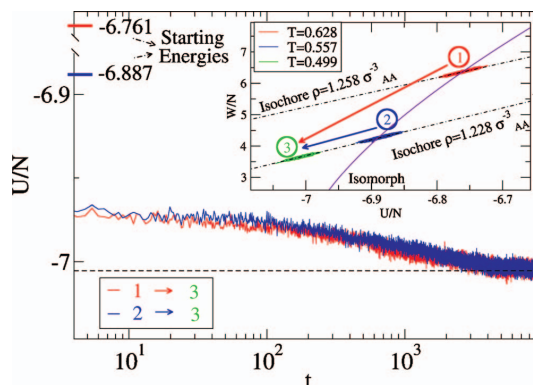 -6.761
Starting
Energies
-6.887
-6.9
-7
U/N
10¹
10²
10³
t
1 → 3
2 → 3
T=0.628
T=0.557
T=0.499
7
6
5
4
3
W/N
-7
-6.9
-6.8
-6.7
U/N
Isochore ρ=1.258 σ⁻³AA
Isochore ρ=1.228 σ⁻³AA
Isomorph
1
2
3